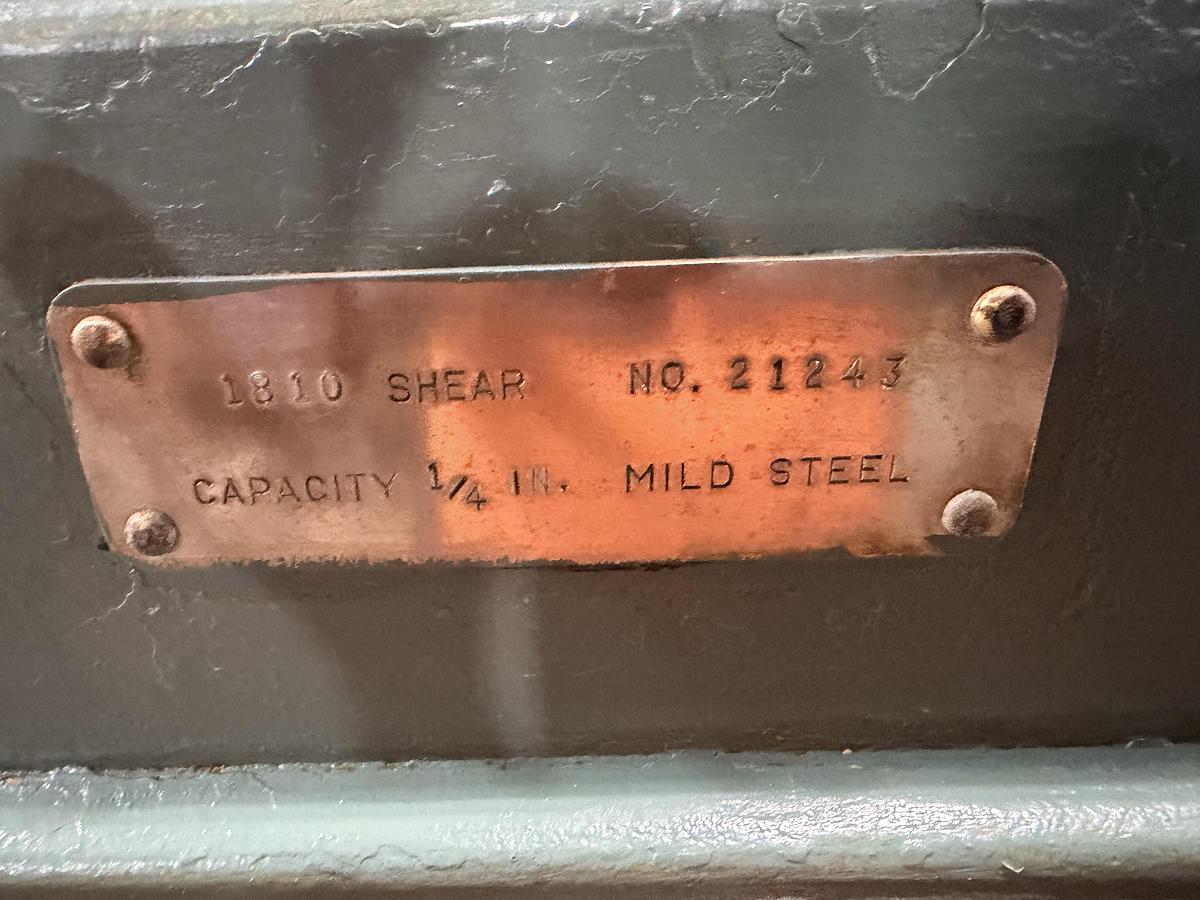 1810 SHEAR NO. 21243
CAPACITY 1/4 IN. MILD STEEL